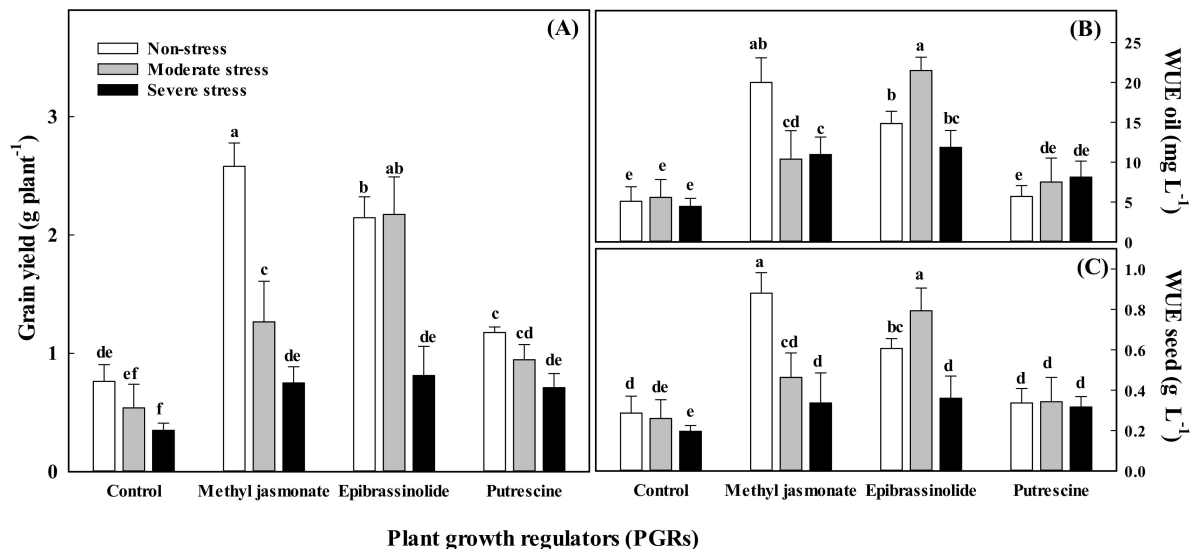 (A)
Non-stress
Moderate stress
Severe stress
Grain yield (g plant⁻¹)
3
2
1
0
de ef f
a c de
b ab de
c cd de
Control Methyl jasmonate Epibrassinolide Putrescine
(B)
WUE oil (mg L⁻¹)
25
20
15
10
5
0
e e e
ab cd c
b a bc
e de de
(C)
WUE seed (g L⁻¹)
1.0
0.8
0.6
0.4
0.2
0.0
d de e
a cd d
bc a d
d d d
Control Methyl jasmonate Epibrassinolide Putrescine
Plant growth regulators (PGRs)